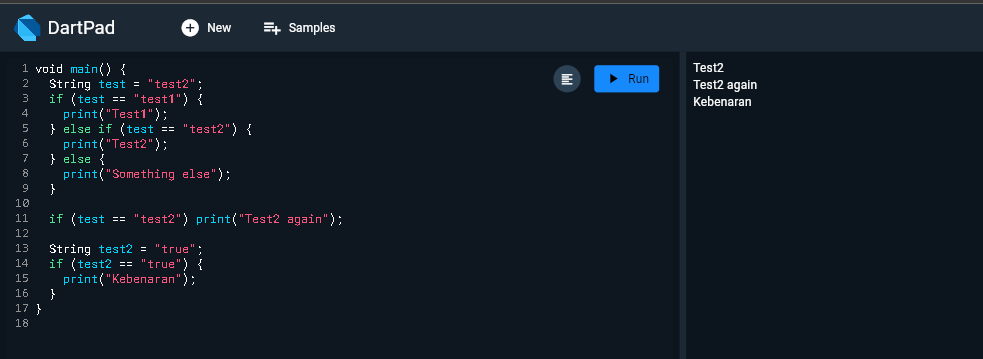 DartPad
New
Samples
Run
1 void main() {
2   String test = "test2";
3   if (test == "test1") {
4     print("Test1");
5   } else if (test == "test2") {
6     print("Test2");
7   } else {
8     print("Something else");
9   }
10
11   if (test == "test2") print("Test2 again");
12
13   String test2 = "true";
14   if (test2 == "true") {
15     print("Kebenaran");
16   }
17 }
18
Test2
Test2 again
Kebenaran